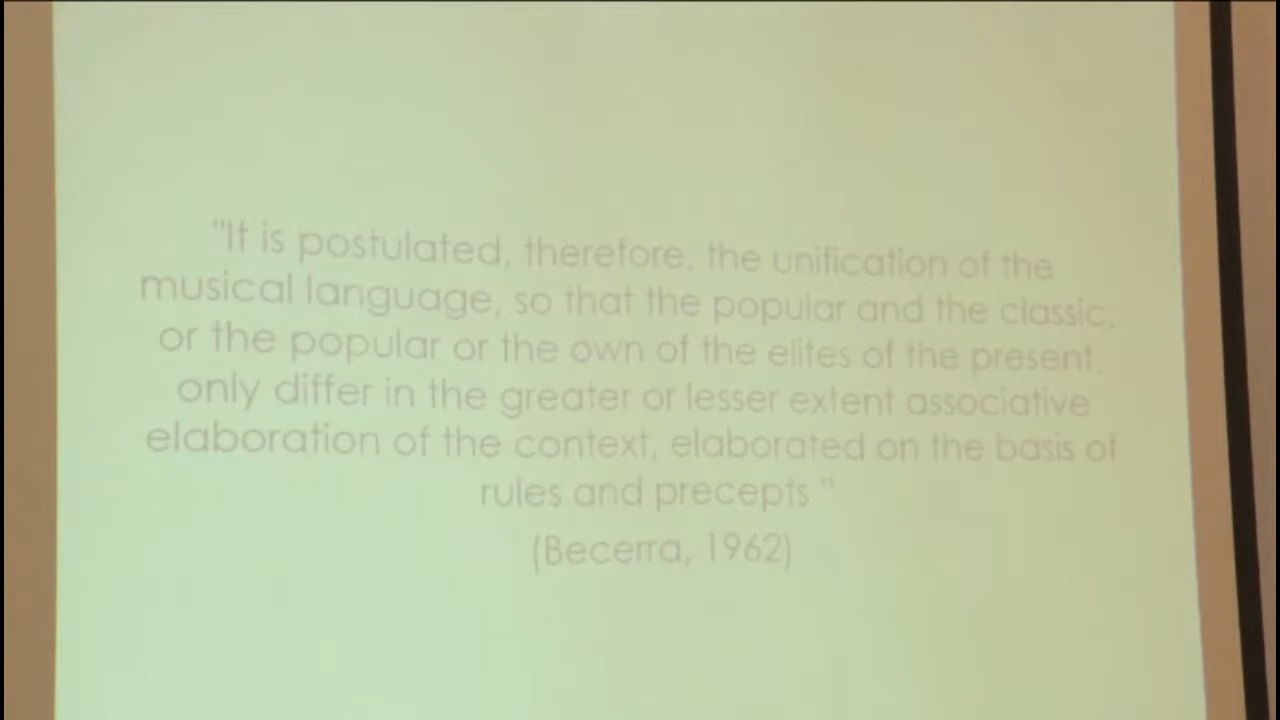 "It is postulated, therefore, the unification of the
musical language, so that the popular and the classic,
or the popular or the own of the elites of the present,
only differ in the greater or lesser extent associative
elaboration of the context, elaborated on the basis of
rules and precepts "
(Becerra, 1962)